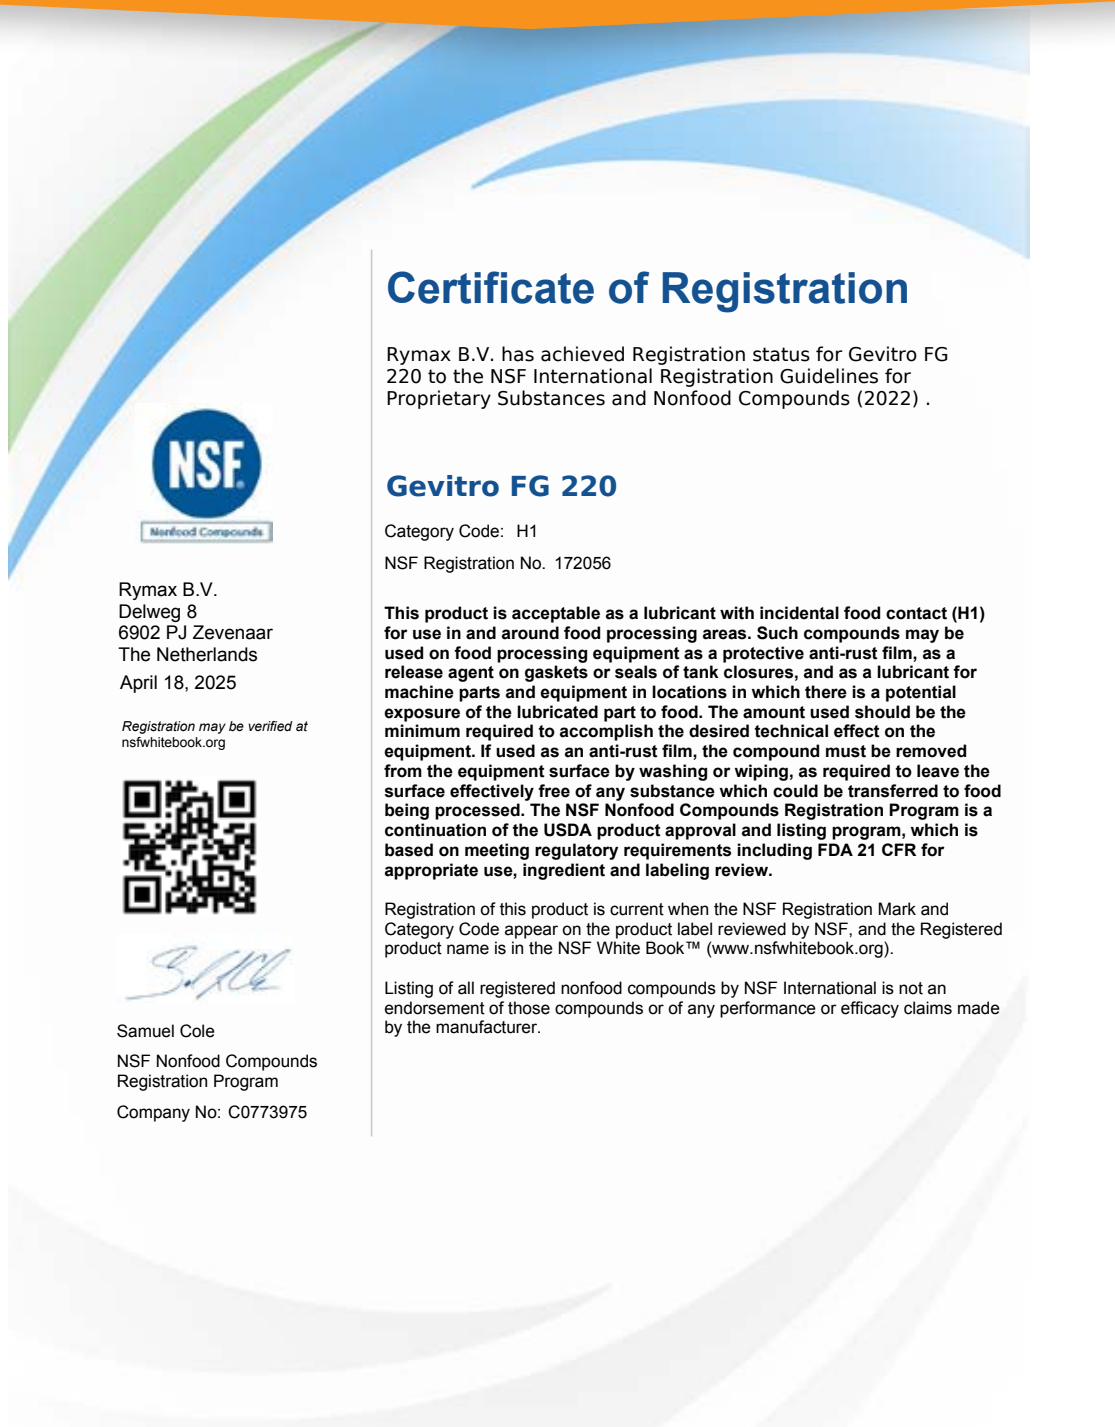 Certificate of Registration
Rymax B.V. has achieved Registration status for Gevitro FG
220 to the NSF International Registration Guidelines for
Proprietary Substances and Nonfood Compounds (2022) .
NSF
Nonfood Compounds
Rymax B.V.
Delweg 8
6902 PJ Zevenaar
The Netherlands
April 18, 2025
Registration may be verified at
nsfwhitebook.org
Samuel Cole
NSF Nonfood Compounds
Registration Program
Company No: C0773975
Gevitro FG 220
Category Code: H1
NSF Registration No. 172056
This product is acceptable as a lubricant with incidental food contact (H1)
for use in and around food processing areas. Such compounds may be
used on food processing equipment as a protective anti-rust film, as a
release agent on gaskets or seals of tank closures, and as a lubricant for
machine parts and equipment in locations in which there is a potential
exposure of the lubricated part to food. The amount used should be the
minimum required to accomplish the desired technical effect on the
equipment. If used as an anti-rust film, the compound must be removed
from the equipment surface by washing or wiping, as required to leave the
surface effectively free of any substance which could be transferred to food
being processed. The NSF Nonfood Compounds Registration Program is a
continuation of the USDA product approval and listing program, which is
based on meeting regulatory requirements including FDA 21 CFR for
appropriate use, ingredient and labeling review.
Registration of this product is current when the NSF Registration Mark and
Category Code appear on the product label reviewed by NSF, and the Registered
product name is in the NSF White Book™ (www.nsfwhitebook.org).
Listing of all registered nonfood compounds by NSF International is not an
endorsement of those compounds or of any performance or efficacy claims made
by the manufacturer.